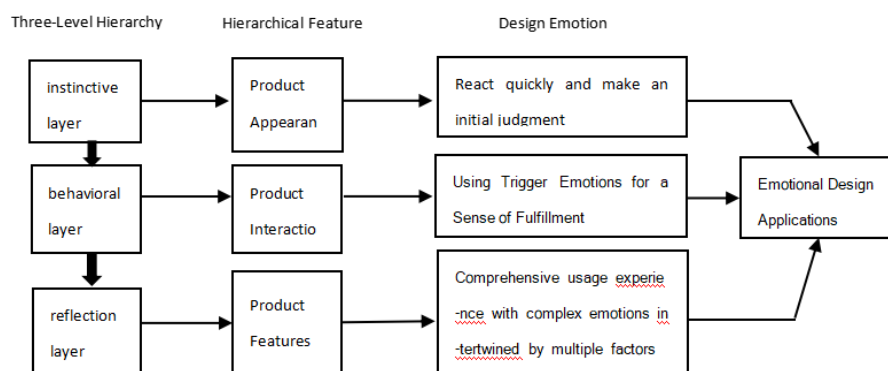 Three-Level Hierarchy
Hierarchical Feature
Design Emotion
instinctive
layer
Product
Appearan
React quickly and make an
initial judgment
behavioral
layer
Product
Interactio
Using Trigger Emotions for a
Sense of Fulfillment
Emotional Design
Applications
reflection
layer
Product
Features
Comprehensive usage experie
-nce with complex emotions in
-tertwined by multiple factors